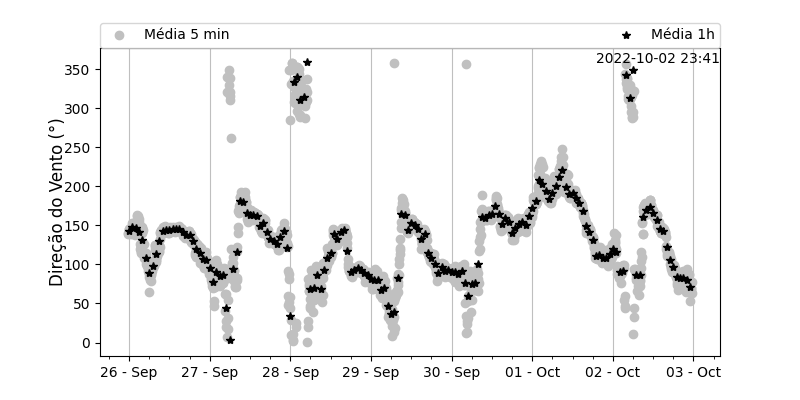 Média 5 min
Média 1h
2022-10-02 23:41
Direção do Vento (°)
350
300
250
200
150
100
50
0
26 - Sep
27 - Sep
28 - Sep
29 - Sep
30 - Sep
01 - Oct
02 - Oct
03 - Oct